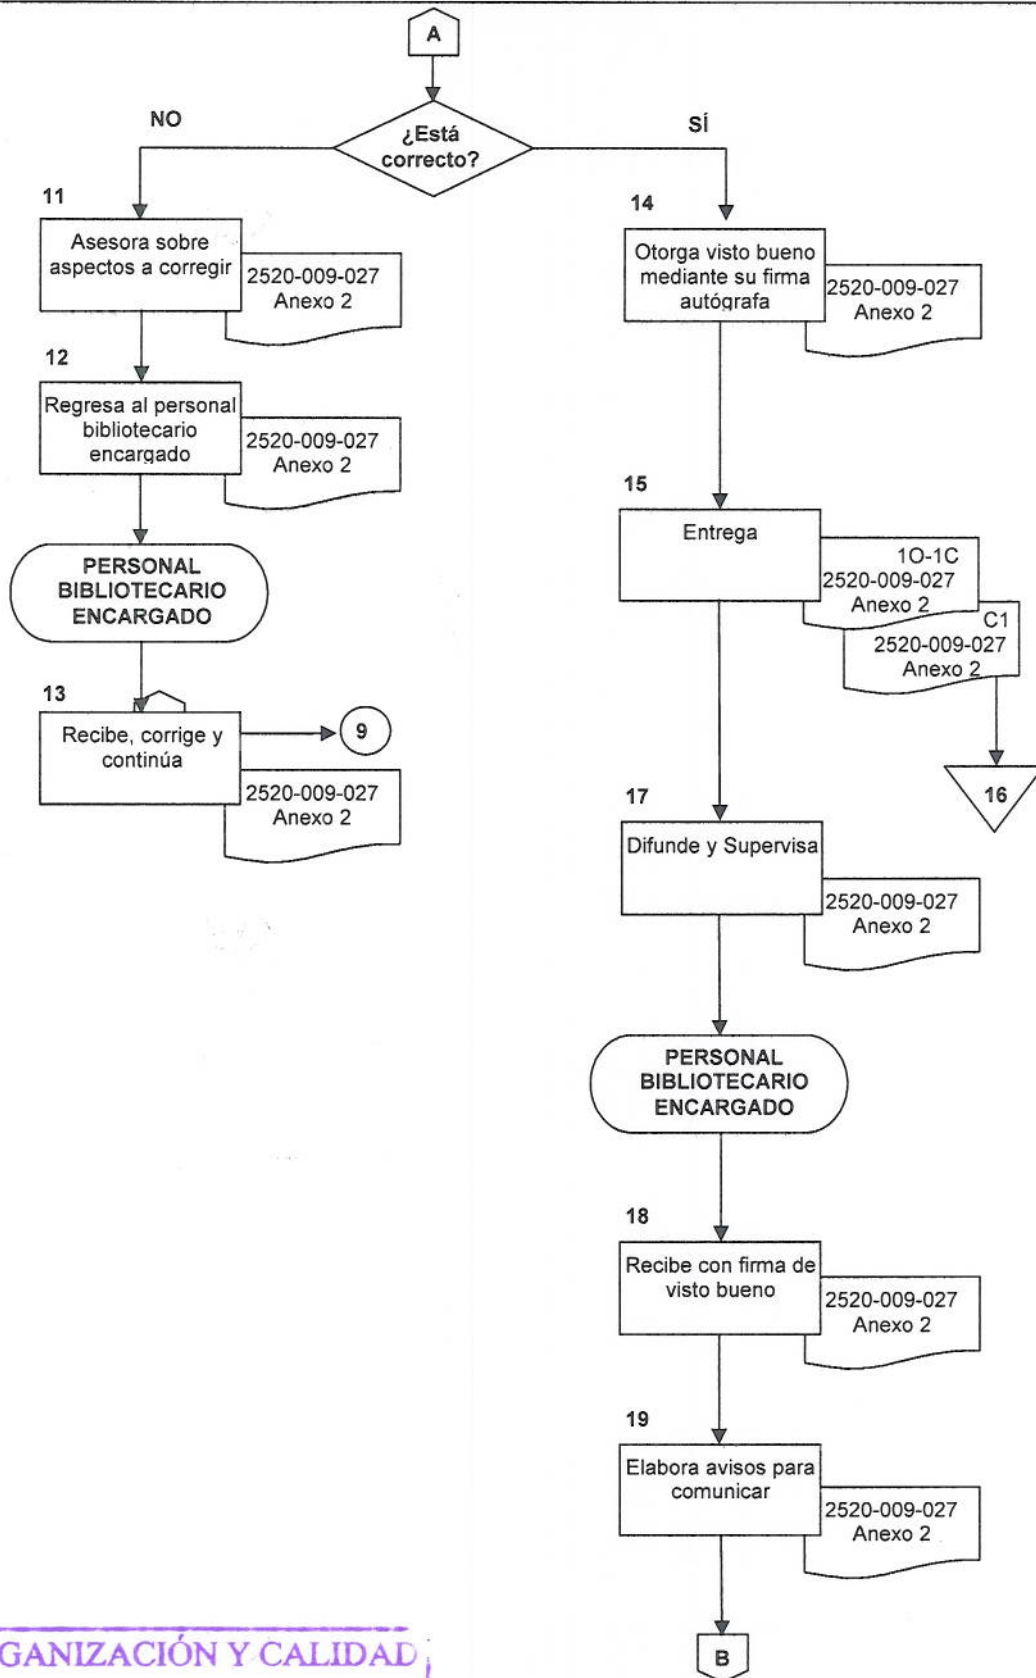 A
¿Está
correcto?
NO
SÍ
11
Asesora sobre
aspectos a corregir
2520-009-027
Anexo 2
12
Regresa al personal
bibliotecario
encargado
2520-009-027
Anexo 2
PERSONAL
BIBLIOTECARIO
ENCARGADO
13
Recibe, corrige y
continúa
9
2520-009-027
Anexo 2
14
Otorga visto bueno
mediante su firma
autógrafa
2520-009-027
Anexo 2
15
Entrega
1O-1C
2520-009-027
Anexo 2
C1
2520-009-027
Anexo 2
16
17
Difunde y Supervisa
2520-009-027
Anexo 2
PERSONAL
BIBLIOTECARIO
ENCARGADO
18
Recibe con firma de
visto bueno
2520-009-027
Anexo 2
19
Elabora avisos para
comunicar
2520-009-027
Anexo 2
B
GANIZACIÓN Y CALIDAD